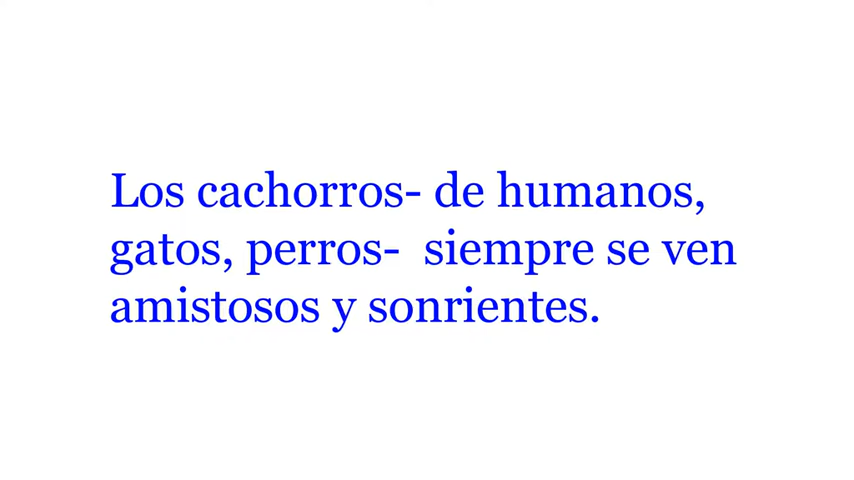 Los cachorros- de humanos,
gatos, perros-  siempre se ven
amistosos y sonrientes.